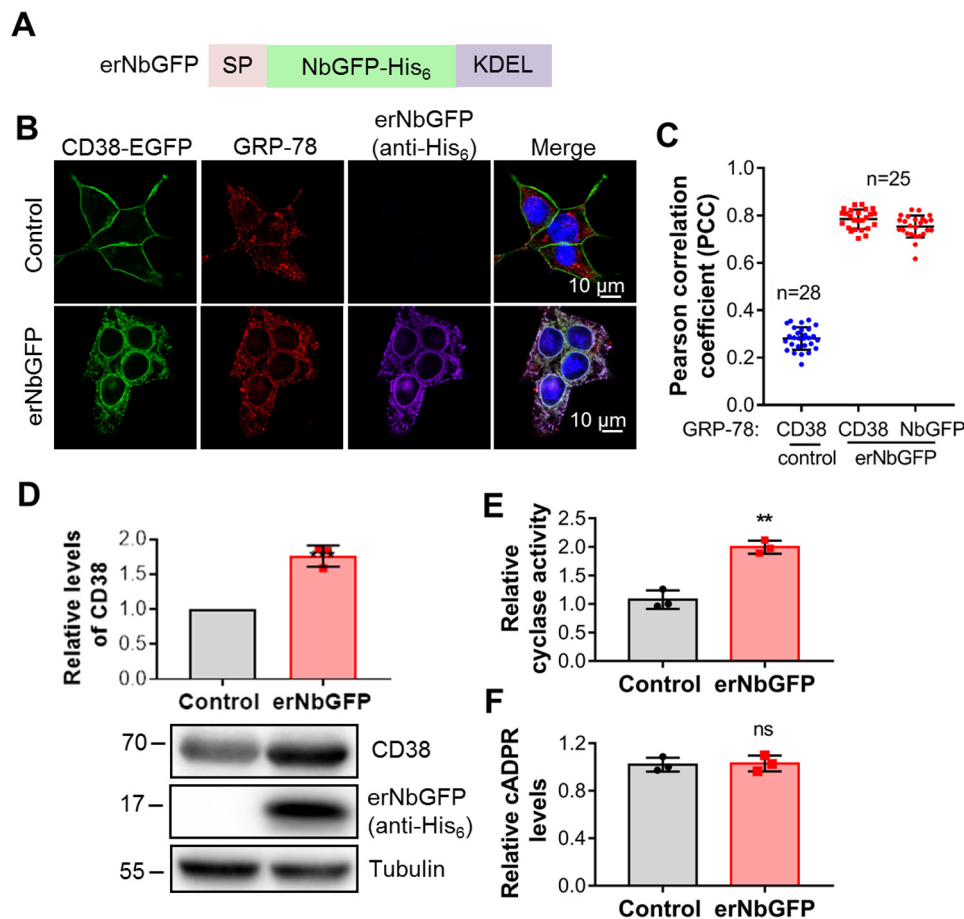 A
erNbGFP SP NbGFP-His₆ KDEL
B
CD38-EGFP GRP-78 erNbGFP (anti-His₆) Merge
Control
10 µm
erNbGFP
10 µm
C
Pearson correlation coefficient (PCC)
1.0
0.8
0.6
0.4
0.2
0.0
n=28
n=25
GRP-78: CD38 CD38 NbGFP
control erNbGFP
D
Relative levels of CD38
2.0
1.5
1.0
0.5
0.0
***
Control erNbGFP
70 CD38
17 erNbGFP (anti-His₆)
55 Tubulin
E
Relative cyclase activity
2.5
2.0
1.5
1.0
0.5
0.0
**
Control erNbGFP
F
Relative cADPR levels
1.2
0.8
0.4
0.0
ns
Control erNbGFP